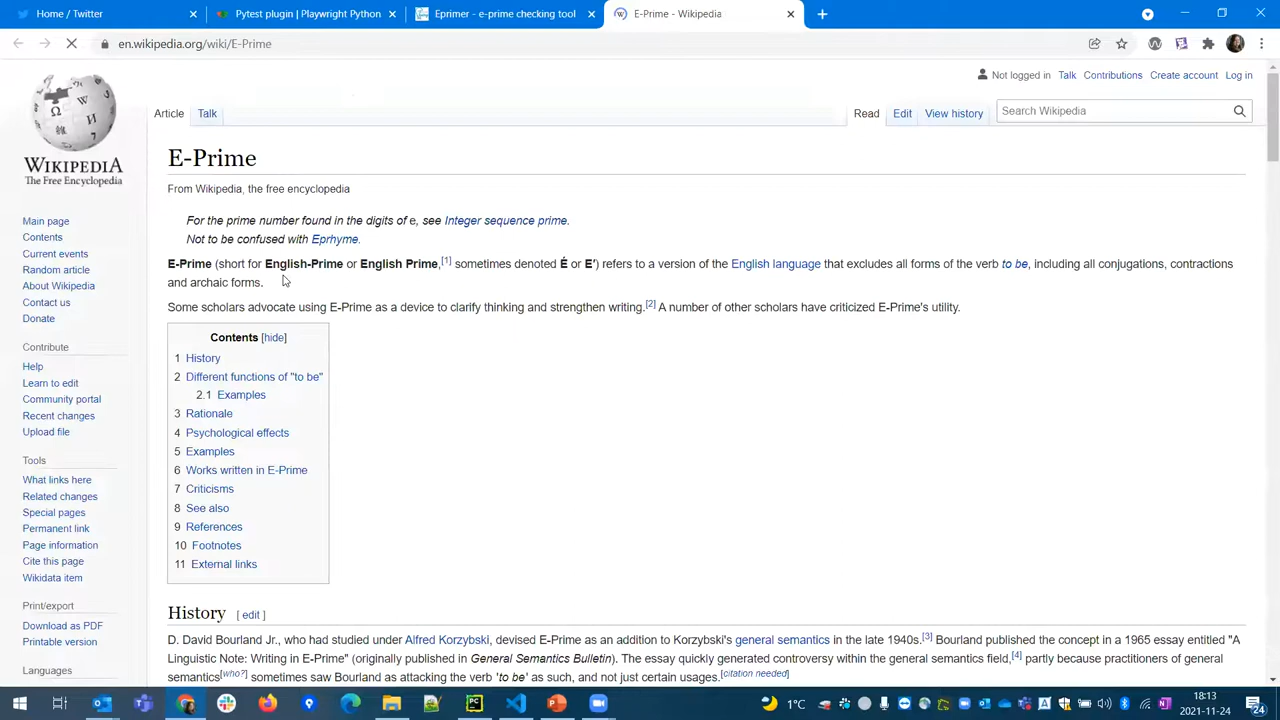 Home / Twitter
Pytest plugin | Playwright Python
Eprimer - e-prime checking tool
E-Prime - Wikipedia
en.wikipedia.org/wiki/E-Prime
Not logged in Talk Contributions Create account Log in
Article Talk
Read Edit View history
Search Wikipedia
WIKIPEDIA
The Free Encyclopedia
Main page
Contents
Current events
Random article
About Wikipedia
Contact us
Donate
Contribute
Help
Learn to edit
Community portal
Recent changes
Upload file
Tools
What links here
Related changes
Special pages
Permanent link
Page information
Cite this page
Wikidata item
Print/export
Download as PDF
Printable version
Languages
E-Prime
From Wikipedia, the free encyclopedia
For the prime number found in the digits of e, see Integer sequence prime.
Not to be confused with Eprhyme.
E-Prime (short for English-Prime or English Prime,[1] sometimes denoted É or E′) refers to a version of the English language that excludes all forms of the verb to be, including all conjugations, contractions
and archaic forms.
Some scholars advocate using E-Prime as a device to clarify thinking and strengthen writing.[2] A number of other scholars have criticized E-Prime's utility.
Contents [hide]
1 History
2 Different functions of "to be"
2.1 Examples
3 Rationale
4 Psychological effects
5 Examples
6 Works written in E-Prime
7 Criticisms
8 See also
9 References
10 Footnotes
11 External links
History [ edit ]
D. David Bourland Jr., who had studied under Alfred Korzybski, devised E-Prime as an addition to Korzybski's general semantics in the late 1940s.[3] Bourland published the concept in a 1965 essay entitled "A
Linguistic Note: Writing in E-Prime" (originally published in General Semantics Bulletin). The essay quickly generated controversy within the general semantics field,[4] partly because practitioners of general
semantics[who?] sometimes saw Bourland as attacking the verb 'to be' as such, and not just certain usages.[citation needed]
1°C
18:13
2021-11-24
24